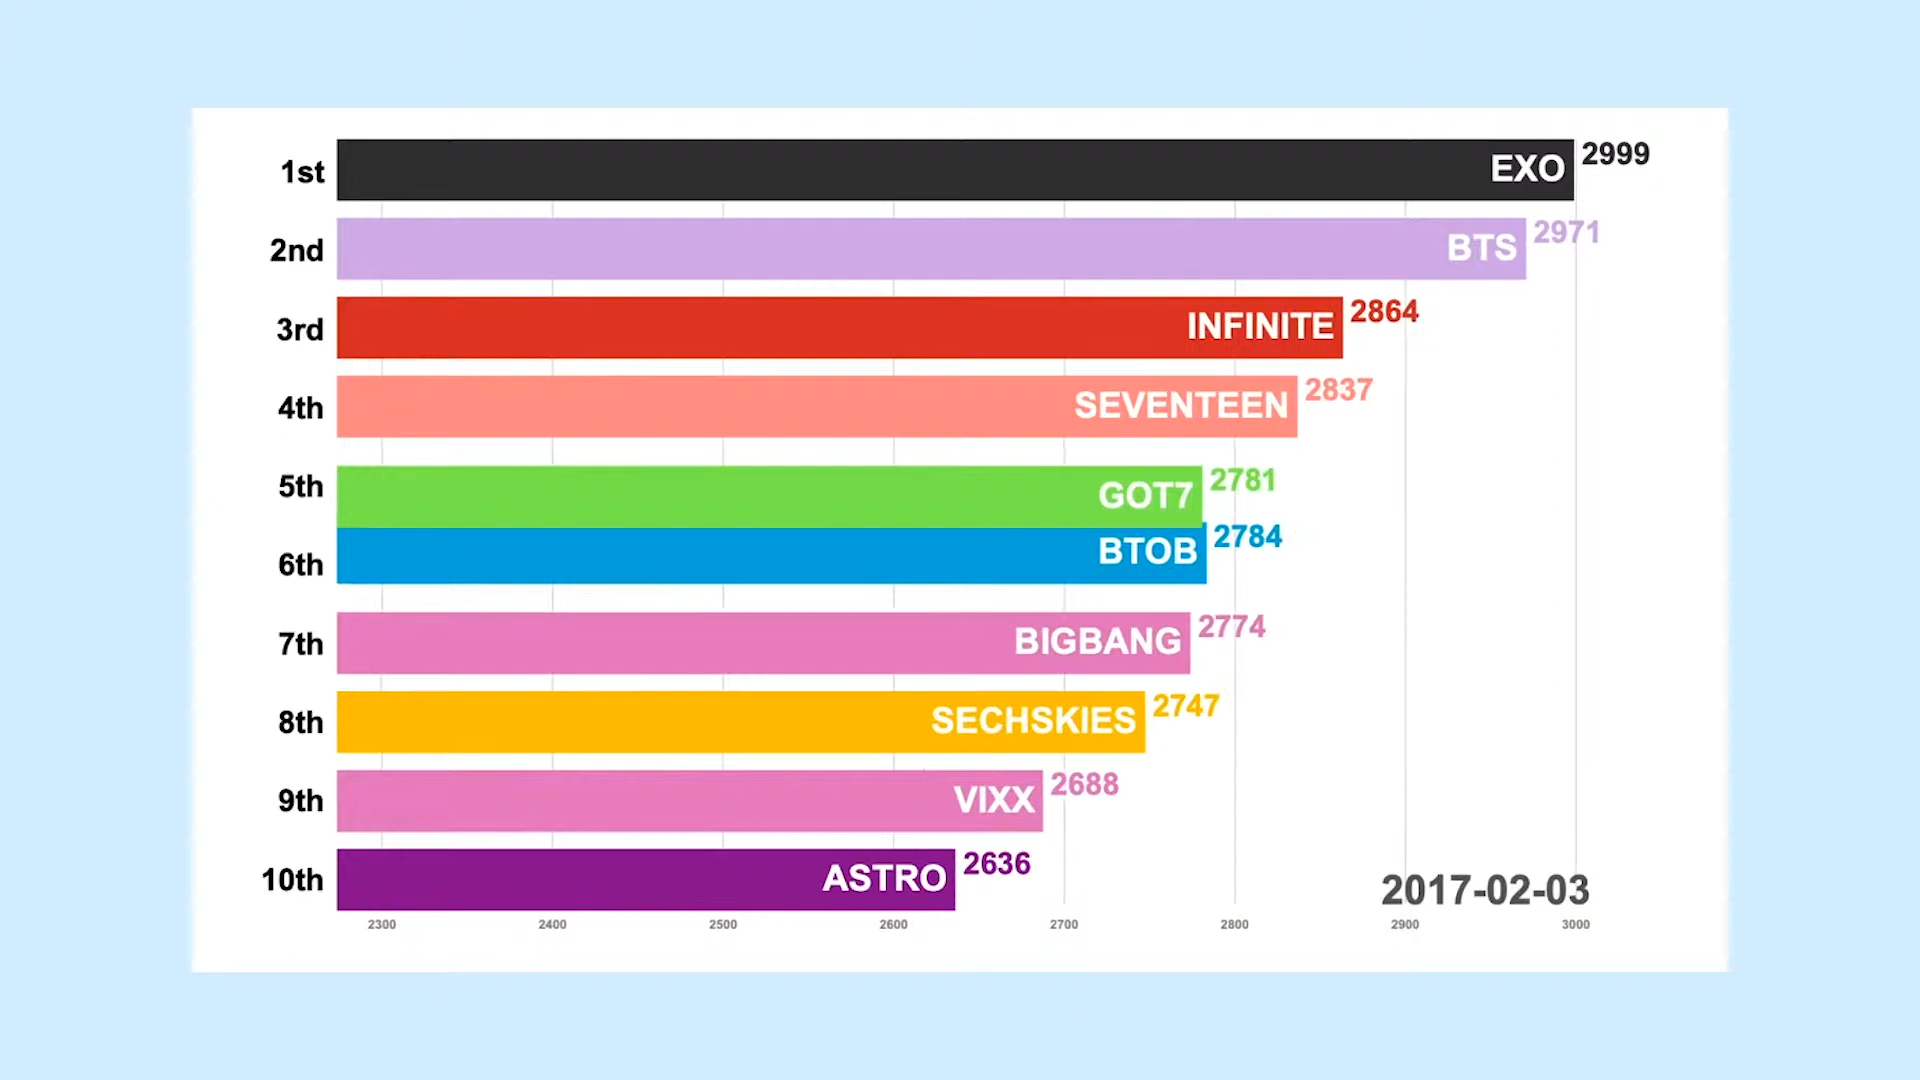 1st EXO 2999
2nd BTS 2971
3rd INFINITE 2864
4th SEVENTEEN 2837
5th GOT7 2781
6th BTOB 2784
7th BIGBANG 2774
8th SECHSKIES 2747
9th VIXX 2688
10th ASTRO 2636
2017-02-03
2300 2400 2500 2600 2700 2800 2900 3000